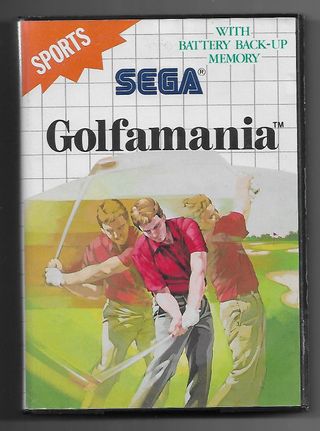 SPORTS
WITH
BATTERY BACK-UP
MEMORY
SEGA®
Golfamania™